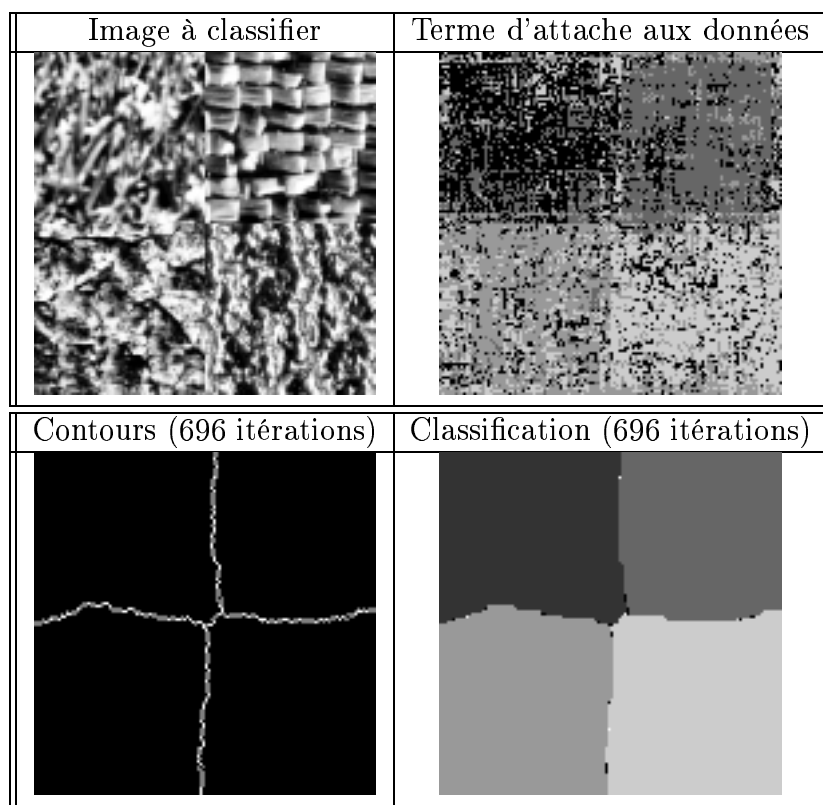 Image à classifier
Terme d'attache aux données
Contours (696 itérations)
Classification (696 itérations)